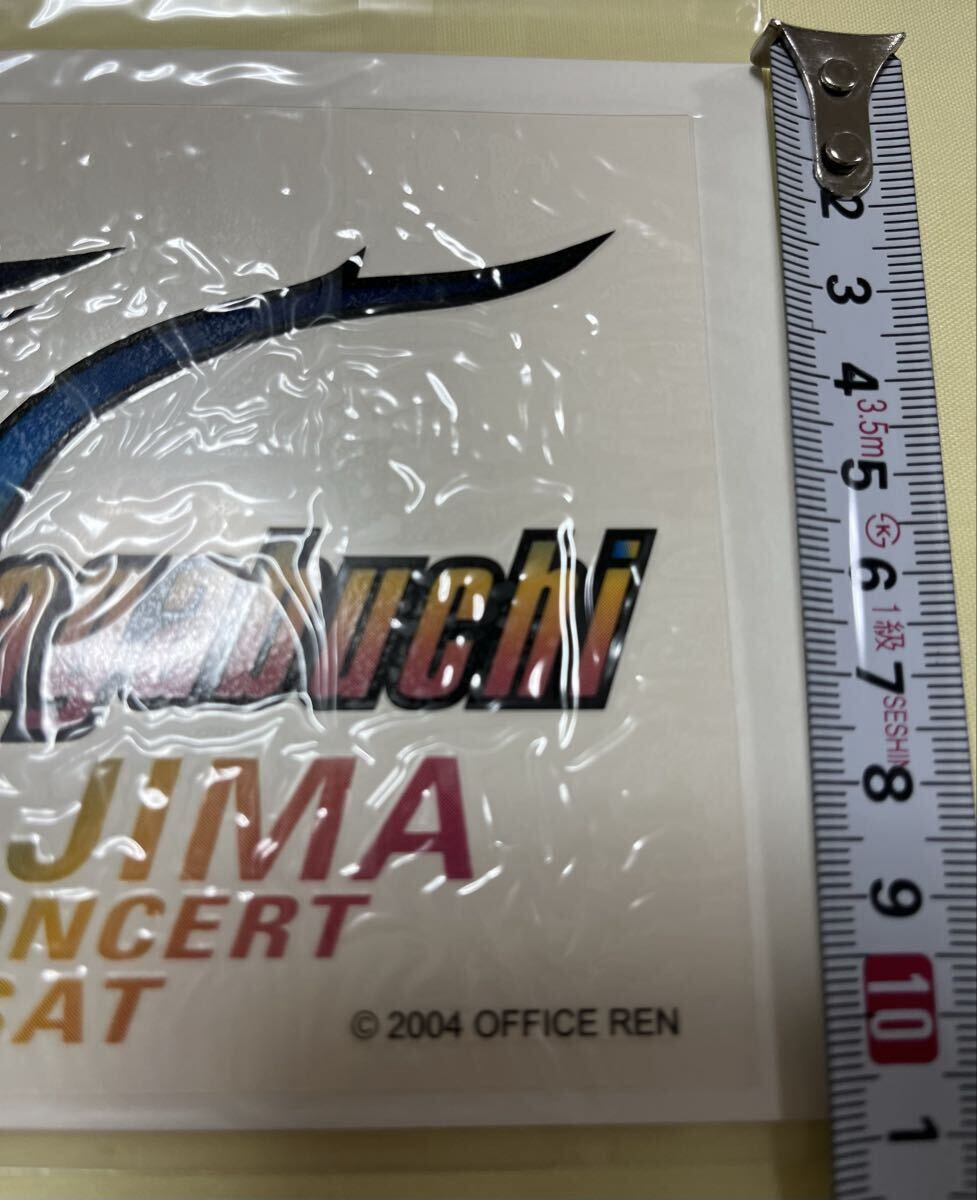 gabuchi
JIMA
ONCERT
SAT
© 2004 OFFICE REN
2
3
4
3.5m
5
K
6
1級
7
SESHIN
8
9
10
1